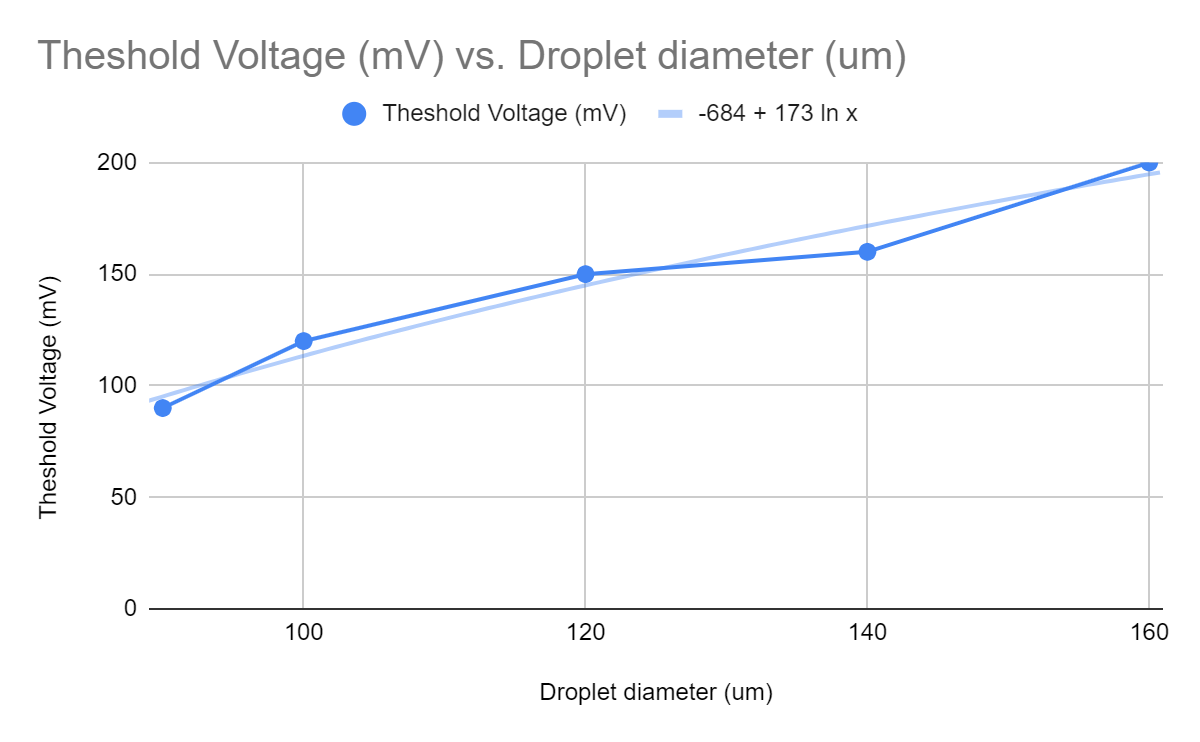 Theshold Voltage (mV) vs. Droplet diameter (um)
Theshold Voltage (mV) -684 + 173 ln x
200
150
100
50
0
Theshold Voltage (mV)
100 120 140 160
Droplet diameter (um)